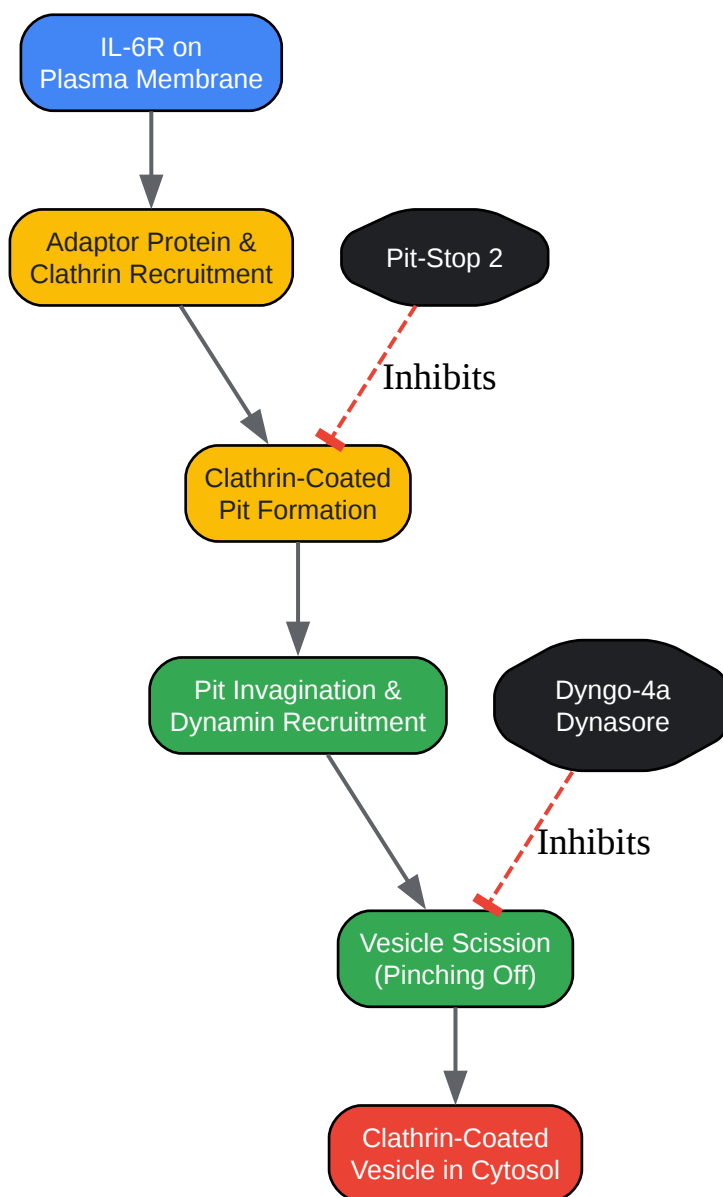 IL-6R on
Plasma Membrane
Adaptor Protein &
Clathrin Recruitment
Pit-Stop 2
Inhibits
Clathrin-Coated
Pit Formation
Pit Invagination &
Dynamin Recruitment
Dyngo-4a
Dynasore
Inhibits
Vesicle Scission
(Pinching Off)
Clathrin-Coated
Vesicle in Cytosol